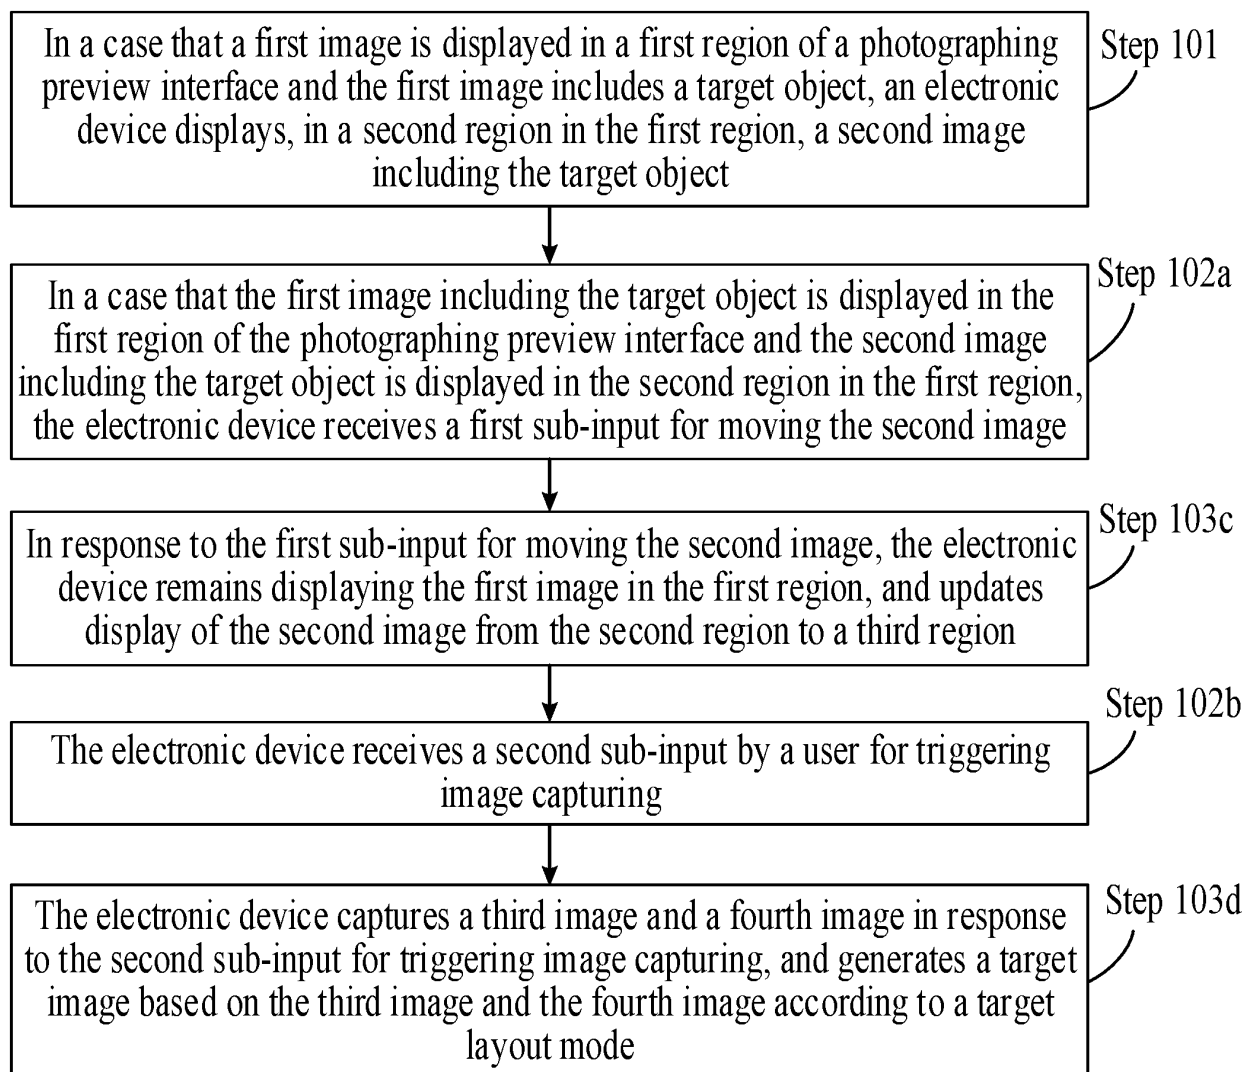 In a case that a first image is displayed in a first region of a photographing
preview interface and the first image includes a target object, an electronic
device displays, in a second region in the first region, a second image
including the target object
Step 101
In a case that the first image including the target object is displayed in the
first region of the photographing preview interface and the second image
including the target object is displayed in the second region in the first region,
the electronic device receives a first sub-input for moving the second image
Step 102a
In response to the first sub-input for moving the second image, the electronic
device remains displaying the first image in the first region, and updates
display of the second image from the second region to a third region
Step 103c
The electronic device receives a second sub-input by a user for triggering
image capturing
Step 102b
The electronic device captures a third image and a fourth image in response
to the second sub-input for triggering image capturing, and generates a target
image based on the third image and the fourth image according to a target
layout mode
Step 103d